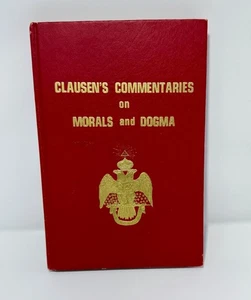 CLAUSEN'S COMMENTARIES
on
MORALS and DOGMA